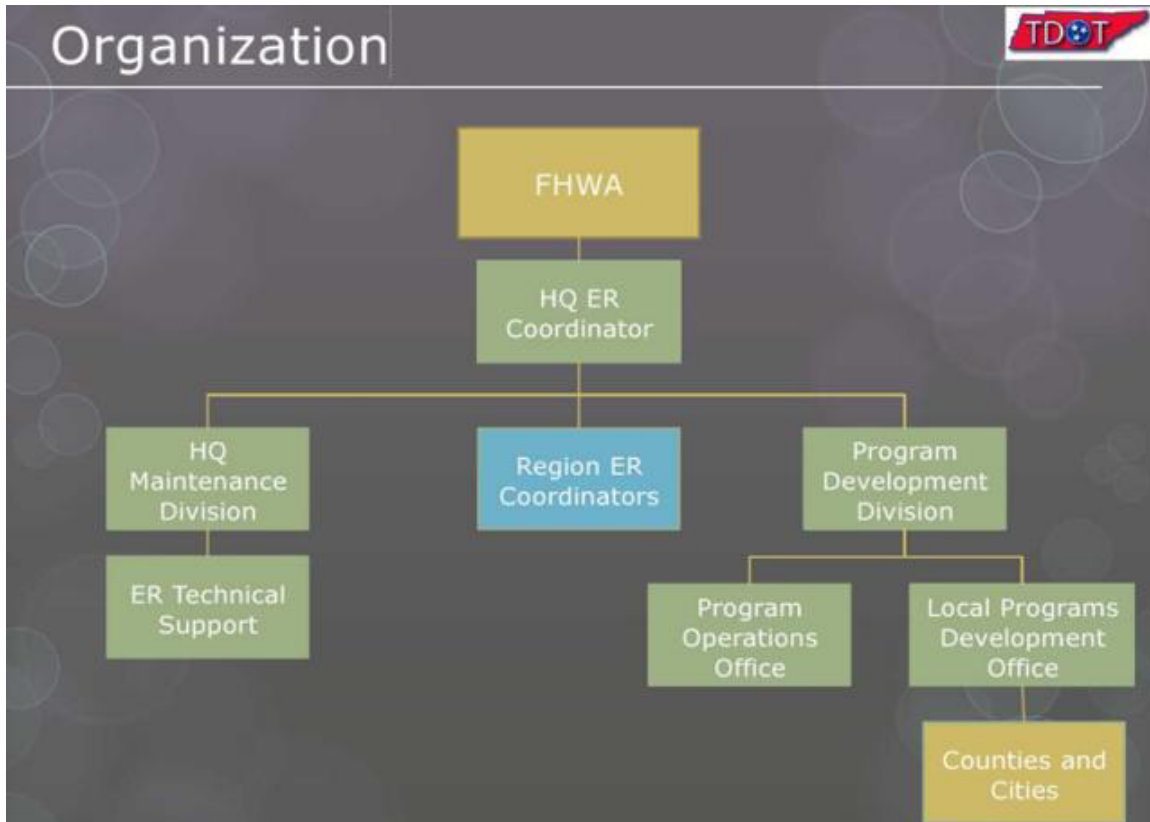 Organization
TDOT
FHWA
HQ ER
Coordinator
HQ
Maintenance
Division
Region ER
Coordinators
Program
Development
Division
ER Technical
Support
Program
Operations
Office
Local Programs
Development
Office
Counties and
Cities